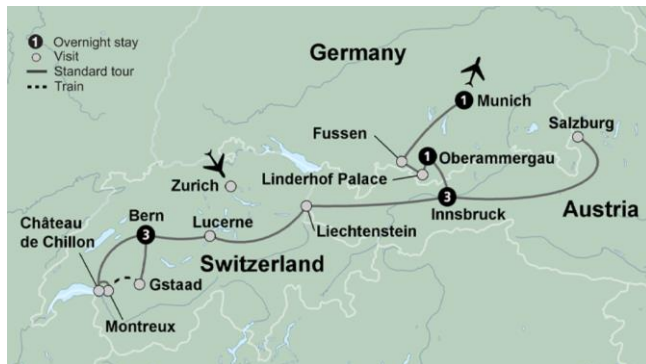 1 Overnight stay
Visit
Standard tour
Train
Germany
1 Munich
Salzburg
Fussen
1 Oberammergau
Linderhof Palace
Zurich
3
Innsbruck
Austria
Château
de Chillon
Bern
3
Lucerne
Liechtenstein
Switzerland
Gstaad
Montreux